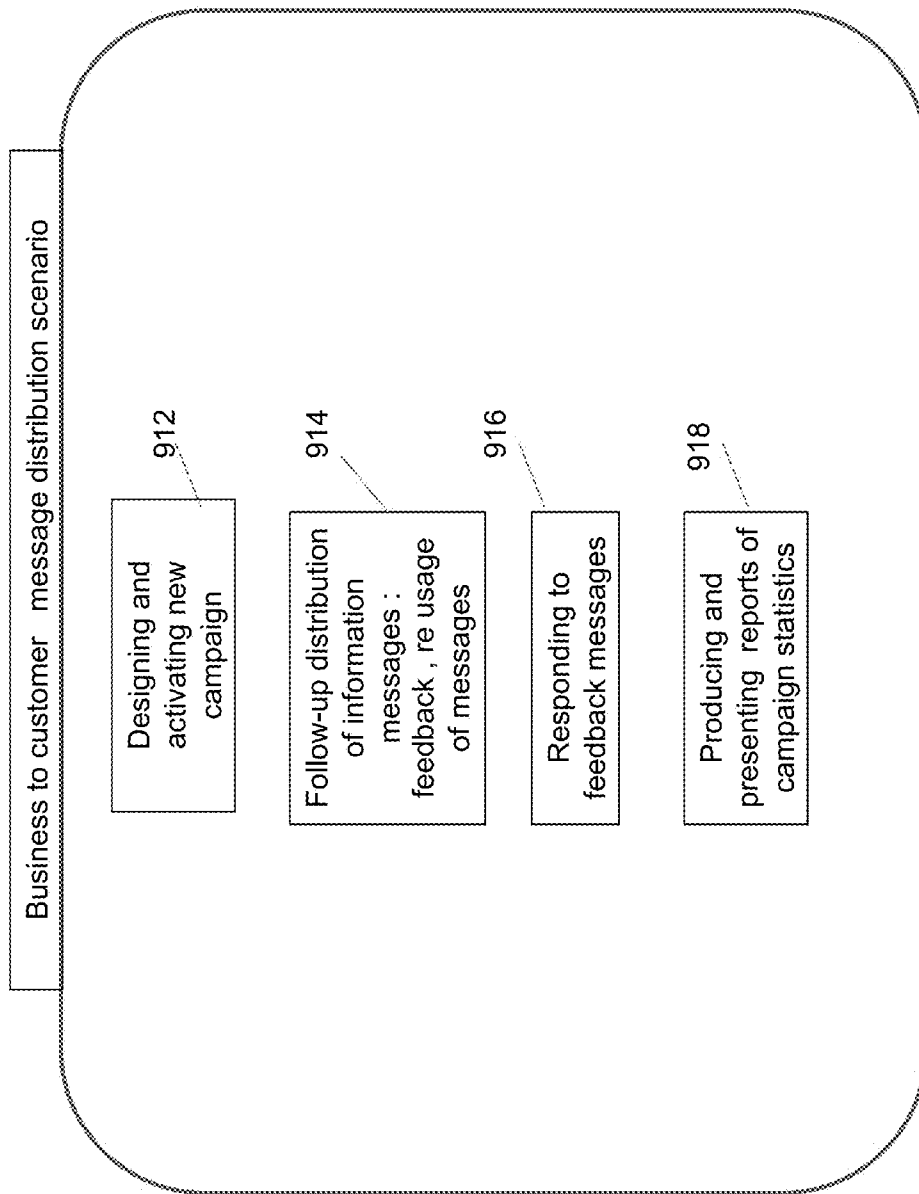 Business to customer message distribution scenario
Designing and
activating new
campaign
912
Follow-up distribution
of information
messages :
feedback , re usage
of messages
914
Responding to
feedback messages
916
Producing and
presenting reports of
campaign statistics
918